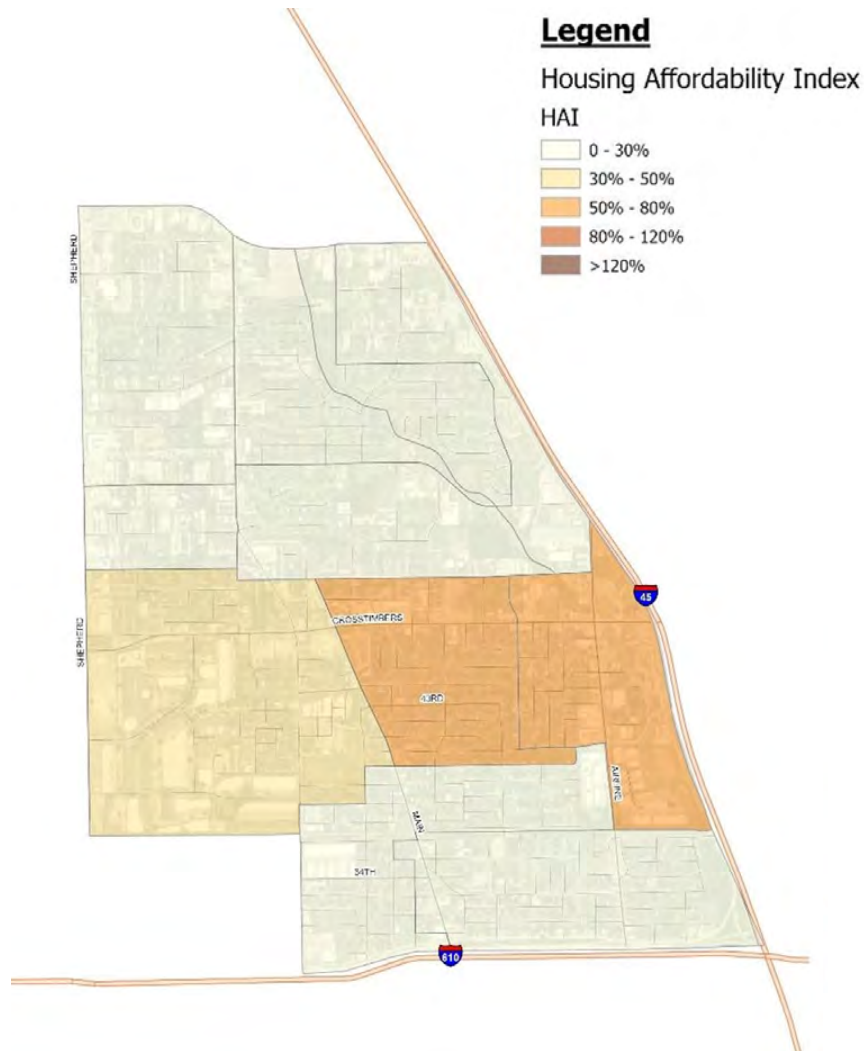 Legend
Housing Affordability Index
HAI
0 - 30%
30% - 50%
50% - 80%
80% - 120%
>120%
SHEPHERD
45
SHEPHERD
CROSSTIMBERS
43RD
AIRLINE
MAIN
34TH
610